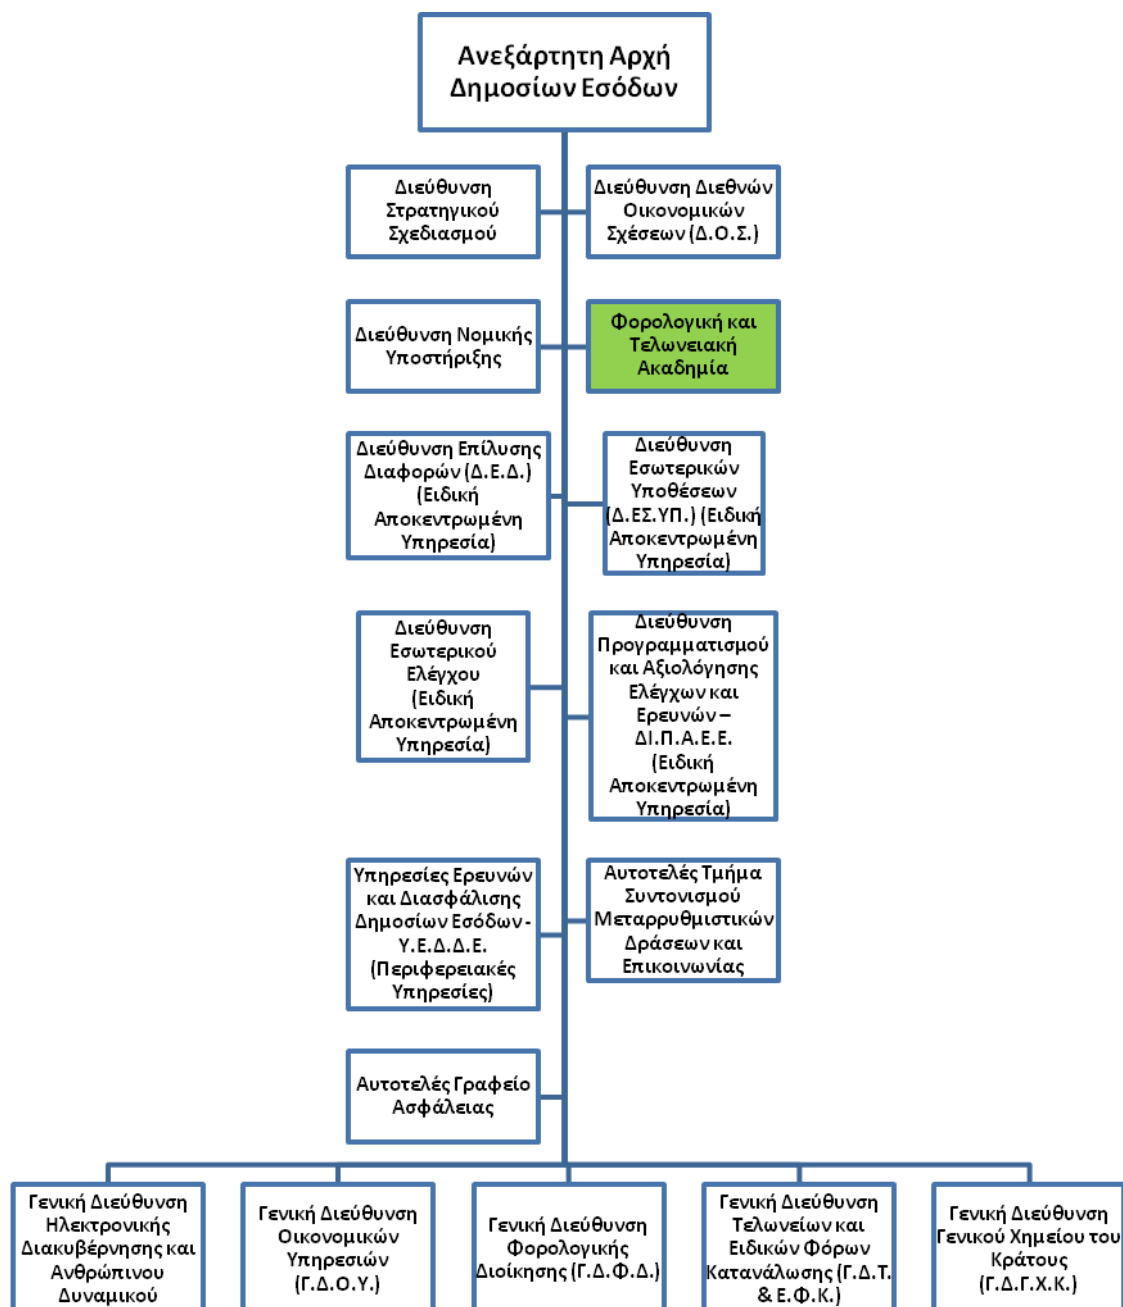 Ανεξάρτητη Αρχή
Δημοσίων Εσόδων
Διεύθυνση
Στρατηγικού
Σχεδιασμού
Διεύθυνση Διεθνών
Οικονομικών
Σχέσεων (Δ.Ο.Σ.)
Διεύθυνση Νομικής
Υποστήριξης
Φορολογική και
Τελωνειακή
Ακαδημία
Διεύθυνση Επίλυσης
Διαφορών (Δ.Ε.Δ.)
(Ειδική
Αποκεντρωμένη
Υπηρεσία)
Διεύθυνση
Εσωτερικών
Υποθέσεων
(Δ.ΕΣ.ΥΠ.) (Ειδική
Αποκεντρωμένη
Υπηρεσία)
Διεύθυνση
Εσωτερικού
Ελέγχου
(Ειδική
Αποκεντρωμένη
Υπηρεσία)
Διεύθυνση
Προγραμματισμού
και Αξιολόγησης
Ελέγχων και
Ερευνών –
ΔΙ.Π.Α.Ε.Ε.
(Ειδική
Αποκεντρωμένη
Υπηρεσία)
Υπηρεσίες Ερευνών
και Διασφάλισης
Δημοσίων Εσόδων -
Υ.Ε.Δ.Δ.Ε.
(Περιφερειακές
Υπηρεσίες)
Αυτοτελές Τμήμα
Συντονισμού
Μεταρρυθμιστικών
Δράσεων και
Επικοινωνίας
Αυτοτελές Γραφείο
Ασφάλειας
Γενική Διεύθυνση
Ηλεκτρονικής
Διακυβέρνησης και
Ανθρώπινου
Δυναμικού
Γενική Διεύθυνση
Οικονομικών
Υπηρεσιών
(Γ.Δ.Ο.Υ.)
Γενική Διεύθυνση
Φορολογικής
Διοίκησης (Γ.Δ.Φ.Δ.)
Γενική Διεύθυνση
Τελωνείων και
Ειδικών Φόρων
Κατανάλωσης (Γ.Δ.Τ.
& Ε.Φ.Κ.)
Γενική Διεύθυνση
Γενικού Χημείου του
Κράτους
(Γ.Δ.Γ.Χ.Κ.)